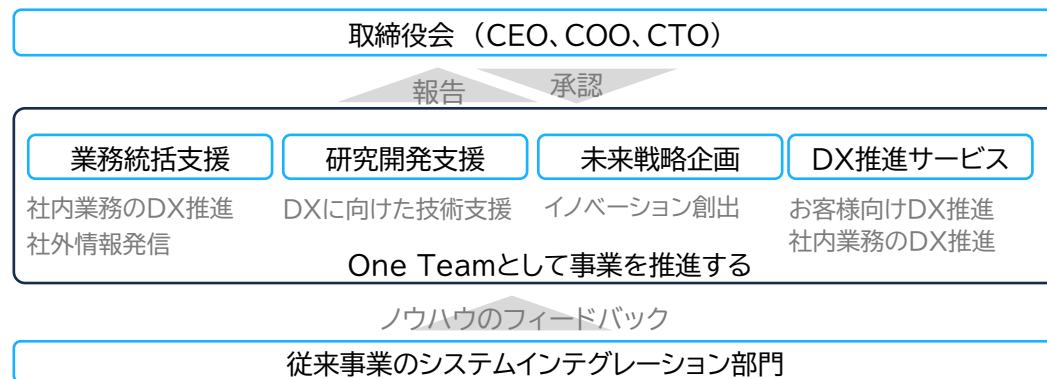 取締役会（CEO、COO、CTO）
報告
承認
業務統括支援
研究開発支援
未来戦略企画
DX推進サービス
社内業務のDX推進
社外情報発信
DXに向けた技術支援
イノベーション創出
お客様向けDX推進
社内業務のDX推進
One Teamとして事業を推進する
ノウハウのフィードバック
従来事業のシステムインテグレーション部門